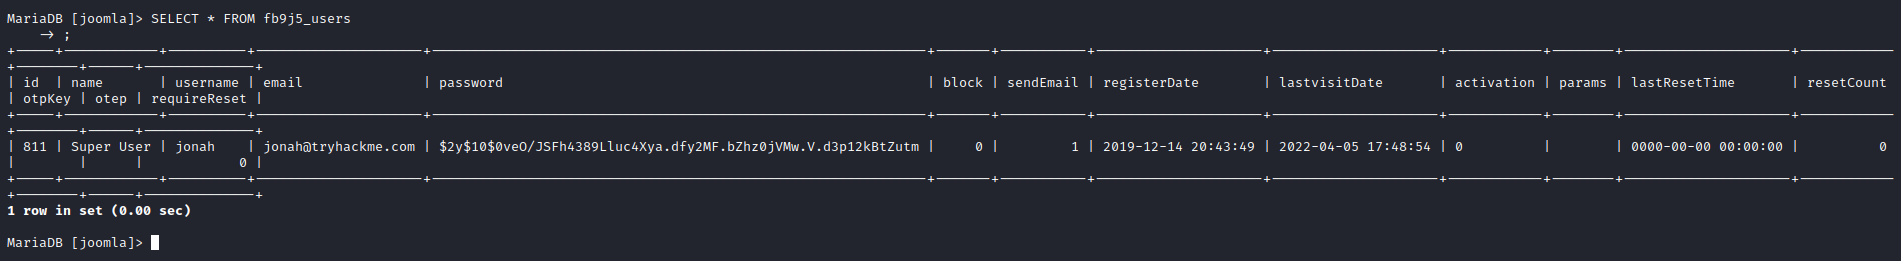 MariaDB [joomla]> SELECT * FROM fb9j5_users
    -> ;
+-----+------------+----------+---------------------+--------------------------------------------------------------+-------+-----------+---------------------+---------------------+------------+--------+---------------------+------------
+--------+------+--------------+
| id  | name       | username | email               | password                                                     | block | sendEmail | registerDate        | lastvisitDate       | activation | params | lastResetTime       | resetCount
| otpKey | otep | requireReset |
+-----+------------+----------+---------------------+--------------------------------------------------------------+-------+-----------+---------------------+---------------------+------------+--------+---------------------+------------
+--------+------+--------------+
| 811 | Super User | jonah    | jonah@tryhackme.com | $2y$10$0veO/JSFh4389Lluc4Xya.dfy2MF.bZhz0jVMw.V.d3p12kBtZutm |     0 |         1 | 2019-12-14 20:43:49 | 2022-04-05 17:48:54 | 0          |        | 0000-00-00 00:00:00 |          0
|        |      |            0 |
+-----+------------+----------+---------------------+--------------------------------------------------------------+-------+-----------+---------------------+---------------------+------------+--------+---------------------+------------
+--------+------+--------------+
1 row in set (0.00 sec)
MariaDB [joomla]>